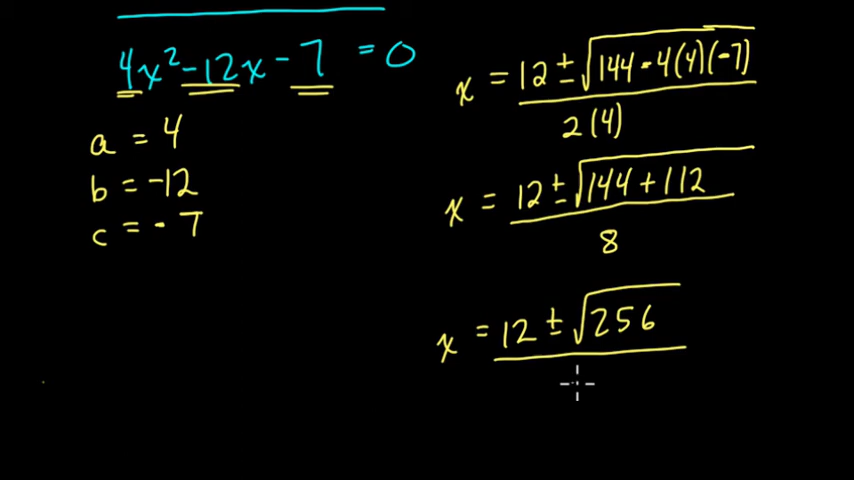 4x² -12x - 7 = 0
a = 4
b = -12
c = -7
x = 12 ± √144 - 4(4)(-7)
2(4)
x = 12 ± √144 + 112
8
x = 12 ± √256